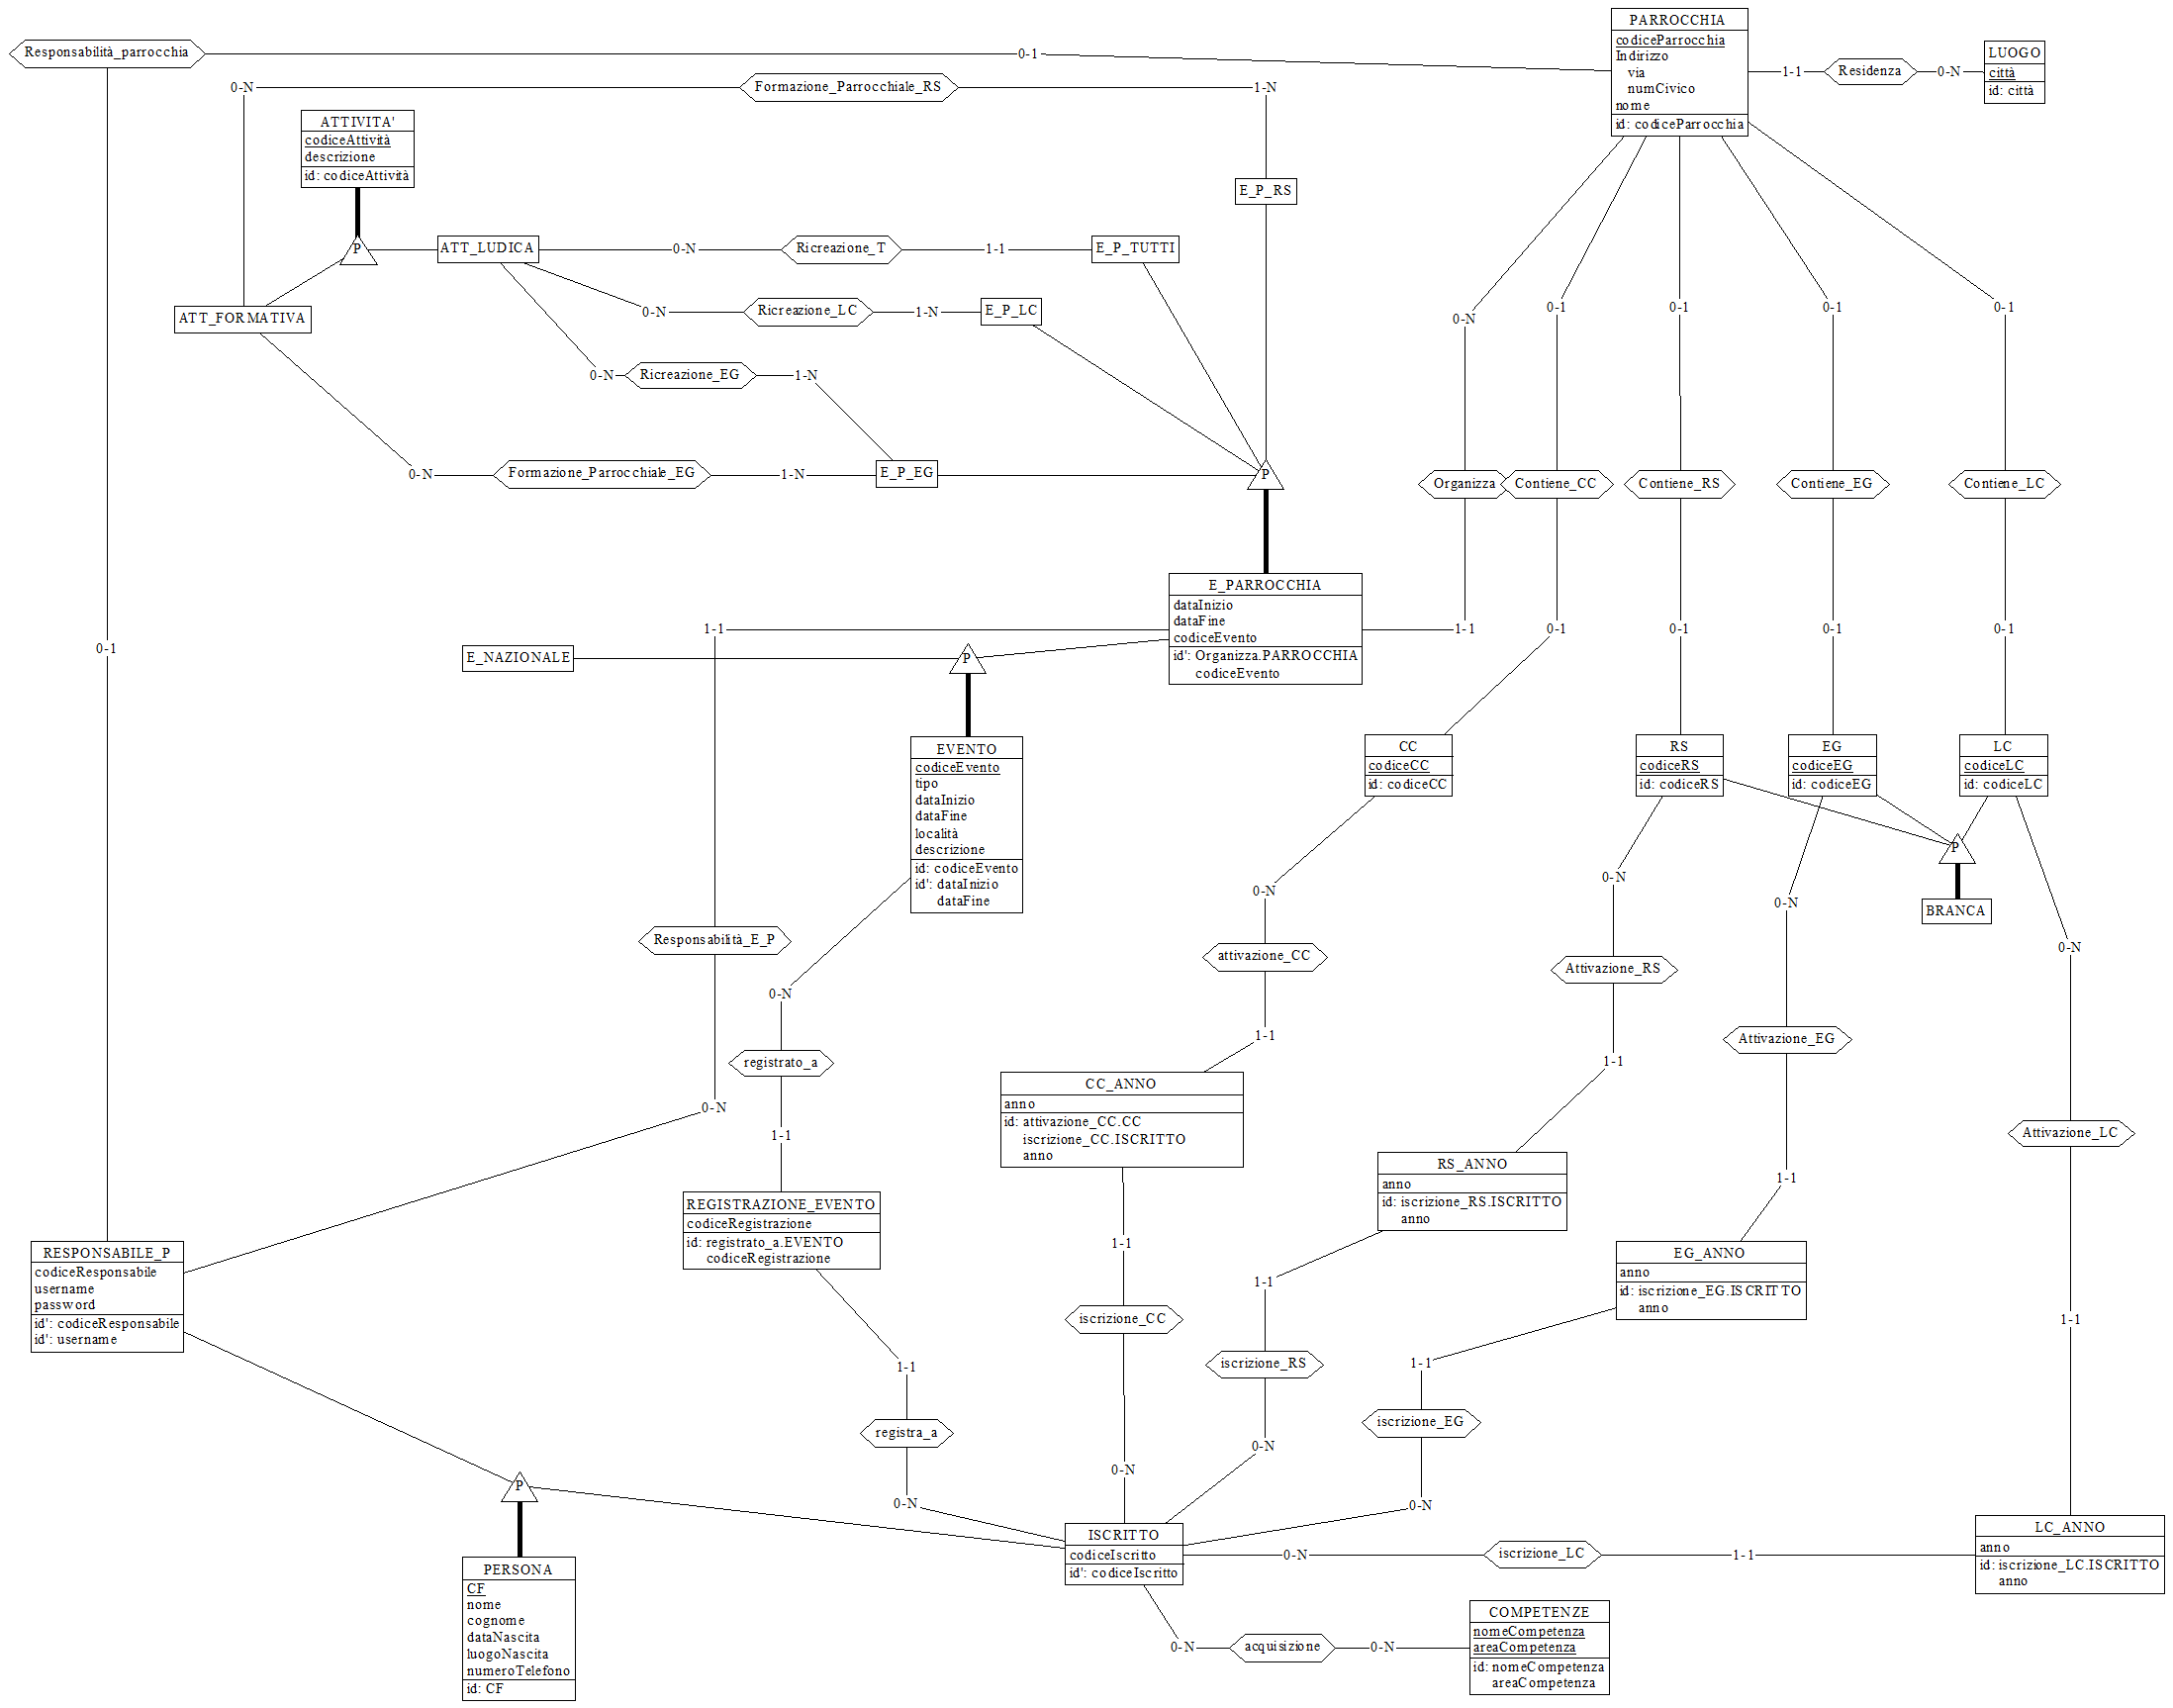 PARROCCHIA
codiceParrocchia
Indirizzo
via
numCivico
nome
id: codiceParrocchia
Responsabilità_parrocchia
0-1
1-1
Residenza
0-N
LUOGO
città
id: città
0-N
Formazione_Parrocchiale_RS
1-N
ATTIVITA'
codiceAttività
descrizione
id: codiceAttività
E_P_RS
P
ATT_LUDICA
0-N
Ricreazione_T
1-1
E_P_TUTTI
ATT_FORMATIVA
0-N
Ricreazione_LC
1-N
E_P_LC
0-N
0-1
0-1
0-1
0-1
0-N
Ricreazione_EG
1-N
0-N
Formazione_Parrocchiale_EG
1-N
E_P_EG
P
Organizza
Contiene_CC
Contiene_RS
Contiene_EG
Contiene_LC
E_PARROCCHIA
dataInizio
dataFine
codiceEvento
id': Organizza.PARROCCHIA
codiceEvento
1-1
1-1
0-1
0-1
0-1
0-1
0-1
E_NAZIONALE
P
EVENTO
codiceEvento
tipo
dataInizio
dataFine
località
descrizione
id: codiceEvento
id': dataInizio
dataFine
CC
codiceCC
id: codiceCC
RS
codiceRS
id: codiceRS
EG
codiceEG
id: codiceEG
LC
codiceLC
id: codiceLC
P
BRANCA
0-N
0-N
0-N
0-N
Responsabilità_E_P
attivazione_CC
Attivazione_RS
0-N
registrato_a
Attivazione_EG
1-1
1-1
0-N
1-1
CC_ANNO
anno
id: attivazione_CC.CC
iscrizione_CC.ISCRITTO
anno
Attivazione_LC
RS_ANNO
anno
id: iscrizione_RS.ISCRITTO
anno
1-1
REGISTRAZIONE_EVENTO
codiceRegistrazione
id: registrato_a.EVENTO
codiceRegistrazione
RESPONSABILE_P
codiceResponsabile
username
password
id': codiceResponsabile
id': username
1-1
EG_ANNO
anno
id: iscrizione_EG.ISCRITTO
anno
1-1
iscrizione_CC
1-1
1-1
iscrizione_RS
1-1
registra_a
iscrizione_EG
0-N
0-N
0-N
0-N
P
ISCRITTO
codiceIscritto
id': codiceIscritto
0-N
iscrizione_LC
1-1
LC_ANNO
anno
id: iscrizione_LC.ISCRITTO
anno
PERSONA
CF
nome
cognome
dataNascita
luogoNascita
numeroTelefono
id: CF
0-N
acquisizione
0-N
COMPETENZE
nomeCompetenza
areaCompetenza
id: nomeCompetenza
areaCompetenza